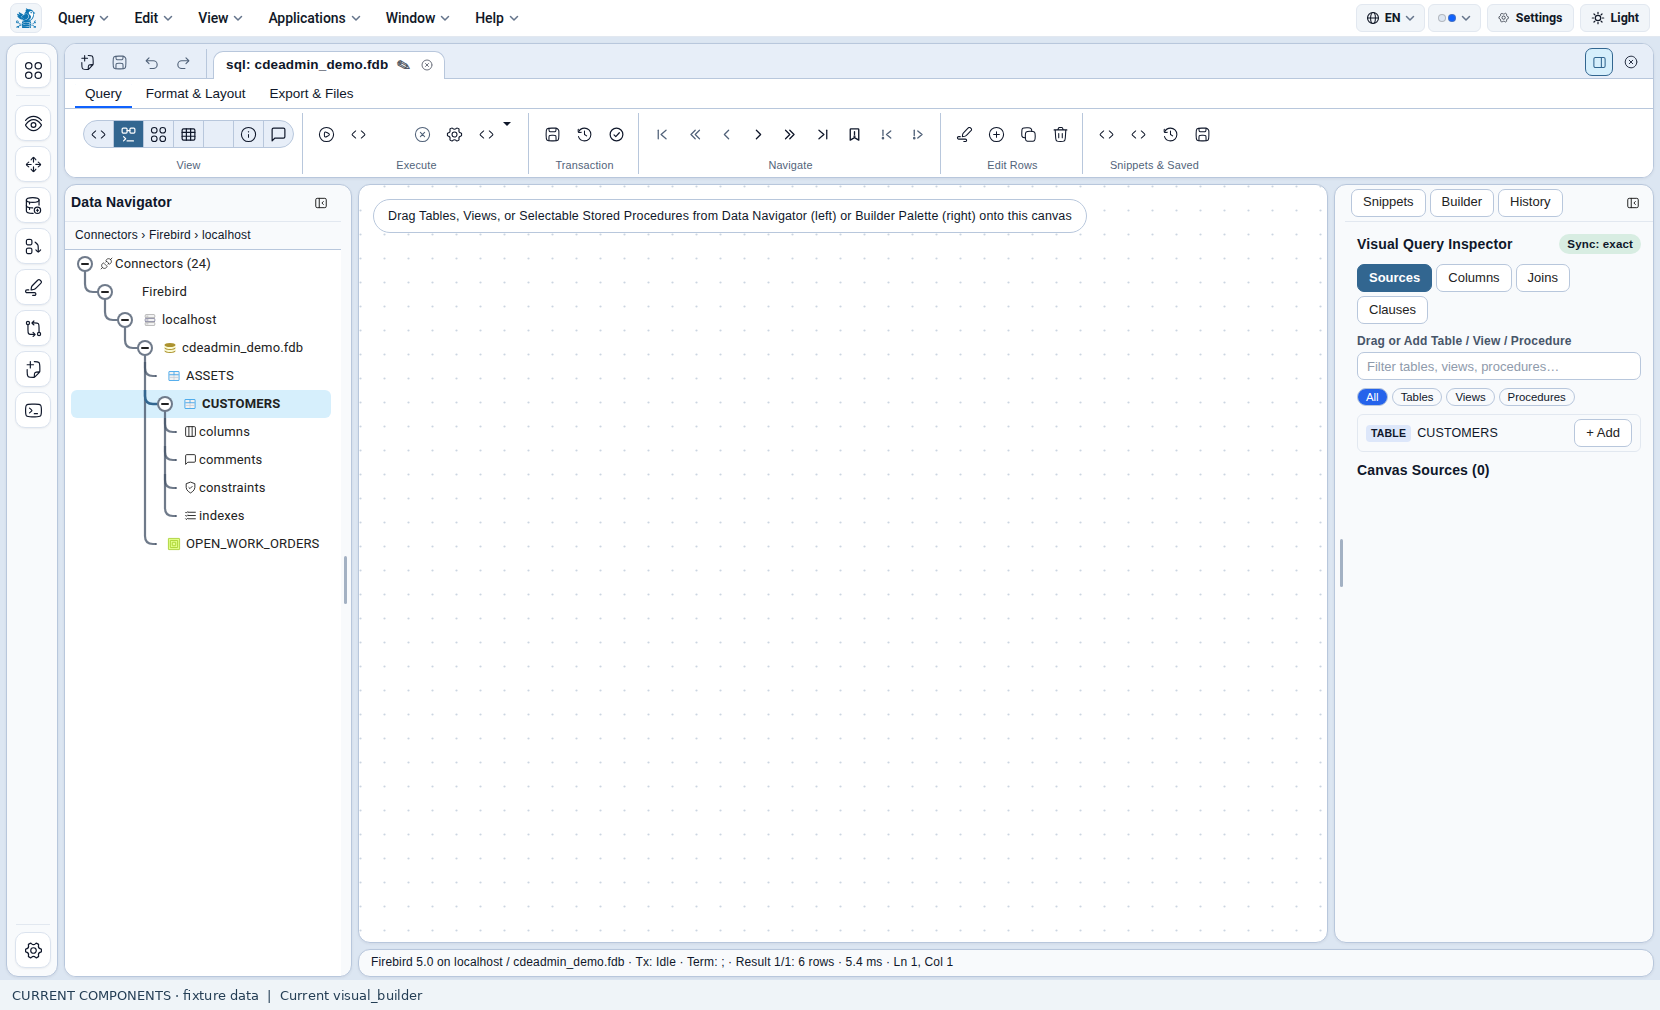 Query Edit View Applications Window Help EN Settings Light
sql: cdeadmin_demo.fdb
Query Format & Layout Export & Files
View Execute Transaction Navigate Edit Rows Snippets & Saved
Data Navigator
Connectors › Firebird › localhost
Connectors (24)
Firebird
localhost
cdeadmin_demo.fdb
ASSETS
CUSTOMERS
columns
comments
constraints
indexes
OPEN_WORK_ORDERS
Drag Tables, Views, or Selectable Stored Procedures from Data Navigator (left) or Builder Palette (right) onto this canvas
Snippets Builder History
Visual Query Inspector Sync: exact
Sources Columns Joins
Clauses
Drag or Add Table / View / Procedure
Filter tables, views, procedures…
All Tables Views Procedures
TABLE CUSTOMERS + Add
Canvas Sources (0)
Firebird 5.0 on localhost / cdeadmin_demo.fdb · Tx: Idle · Term: ; · Result 1/1: 6 rows · 5.4 ms · Ln 1, Col 1
CURRENT COMPONENTS · fixture data | Current visual_builder